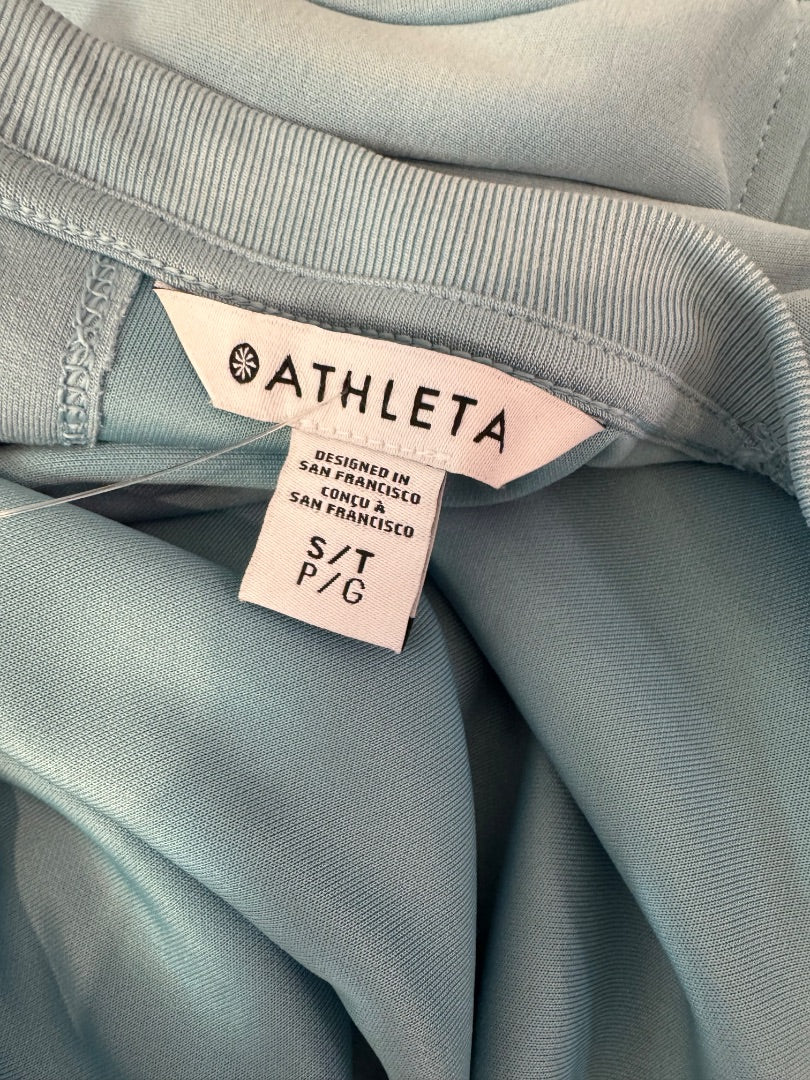 ATHLETA
DESIGNED IN
SAN FRANCISCO
CONÇU À
SAN FRANCISCO
S/T
P/G